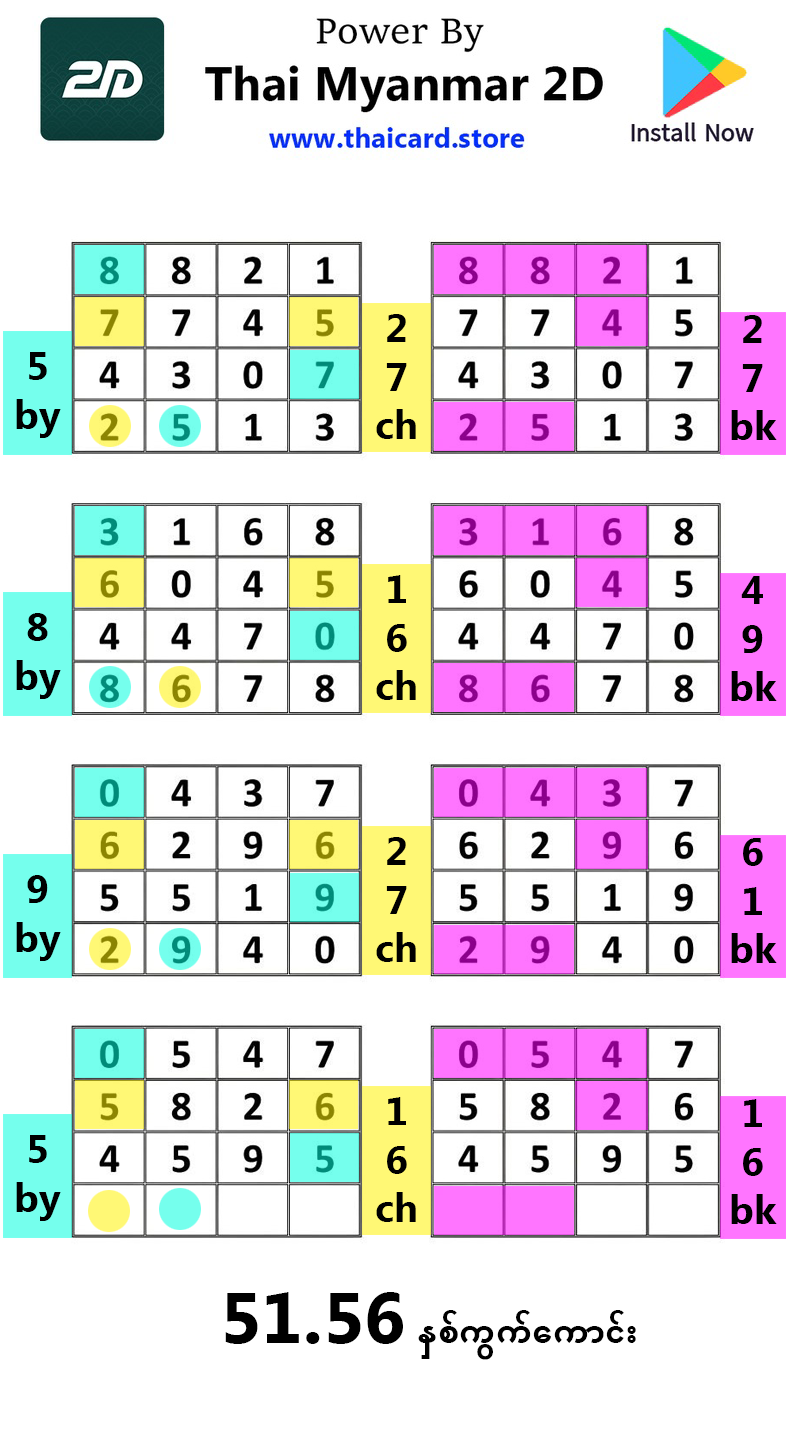 2D
Power By
Thai Myanmar 2D
www.thaicard.store
Install Now
8 8 2 1
7 7 4 5
4 3 0 7
2 5 1 3
5
by
2
7
ch
8 8 2 1
7 7 4 5
4 3 0 7
2 5 1 3
2
7
bk
3 1 6 8
6 0 4 5
4 4 7 0
8 6 7 8
8
by
1
6
ch
3 1 6 8
6 0 4 5
4 4 7 0
8 6 7 8
4
9
bk
0 4 3 7
6 2 9 6
5 5 1 9
2 9 4 0
9
by
2
7
ch
0 4 3 7
6 2 9 6
5 5 1 9
2 9 4 0
6
1
bk
0 5 4 7
5 8 2 6
4 5 9 5
5
by
1
6
ch
0 5 4 7
5 8 2 6
4 5 9 5
1
6
bk
51.56 နှစ်ကွက်ကောင်း